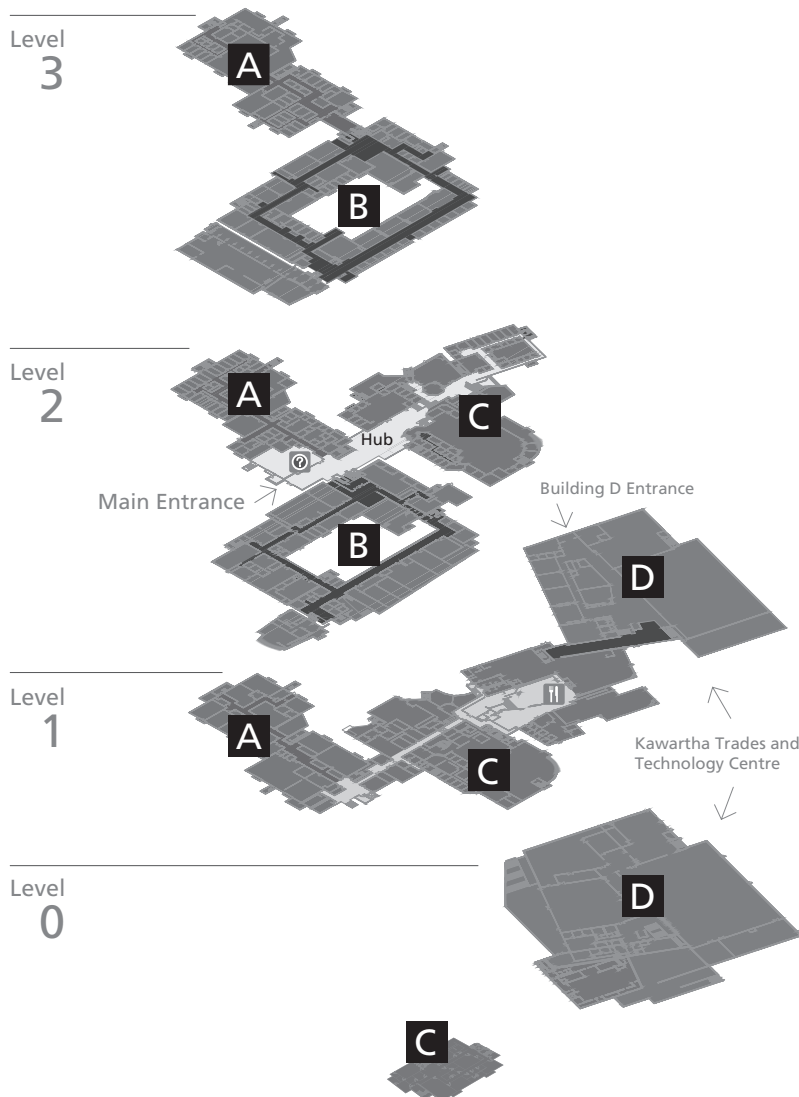 Level
3
A
B
Level
2
A
C
Hub
?
Main Entrance
Building D Entrance
B
D
Level
1
A
C
Kawartha Trades and
Technology Centre
Level
0
D
C